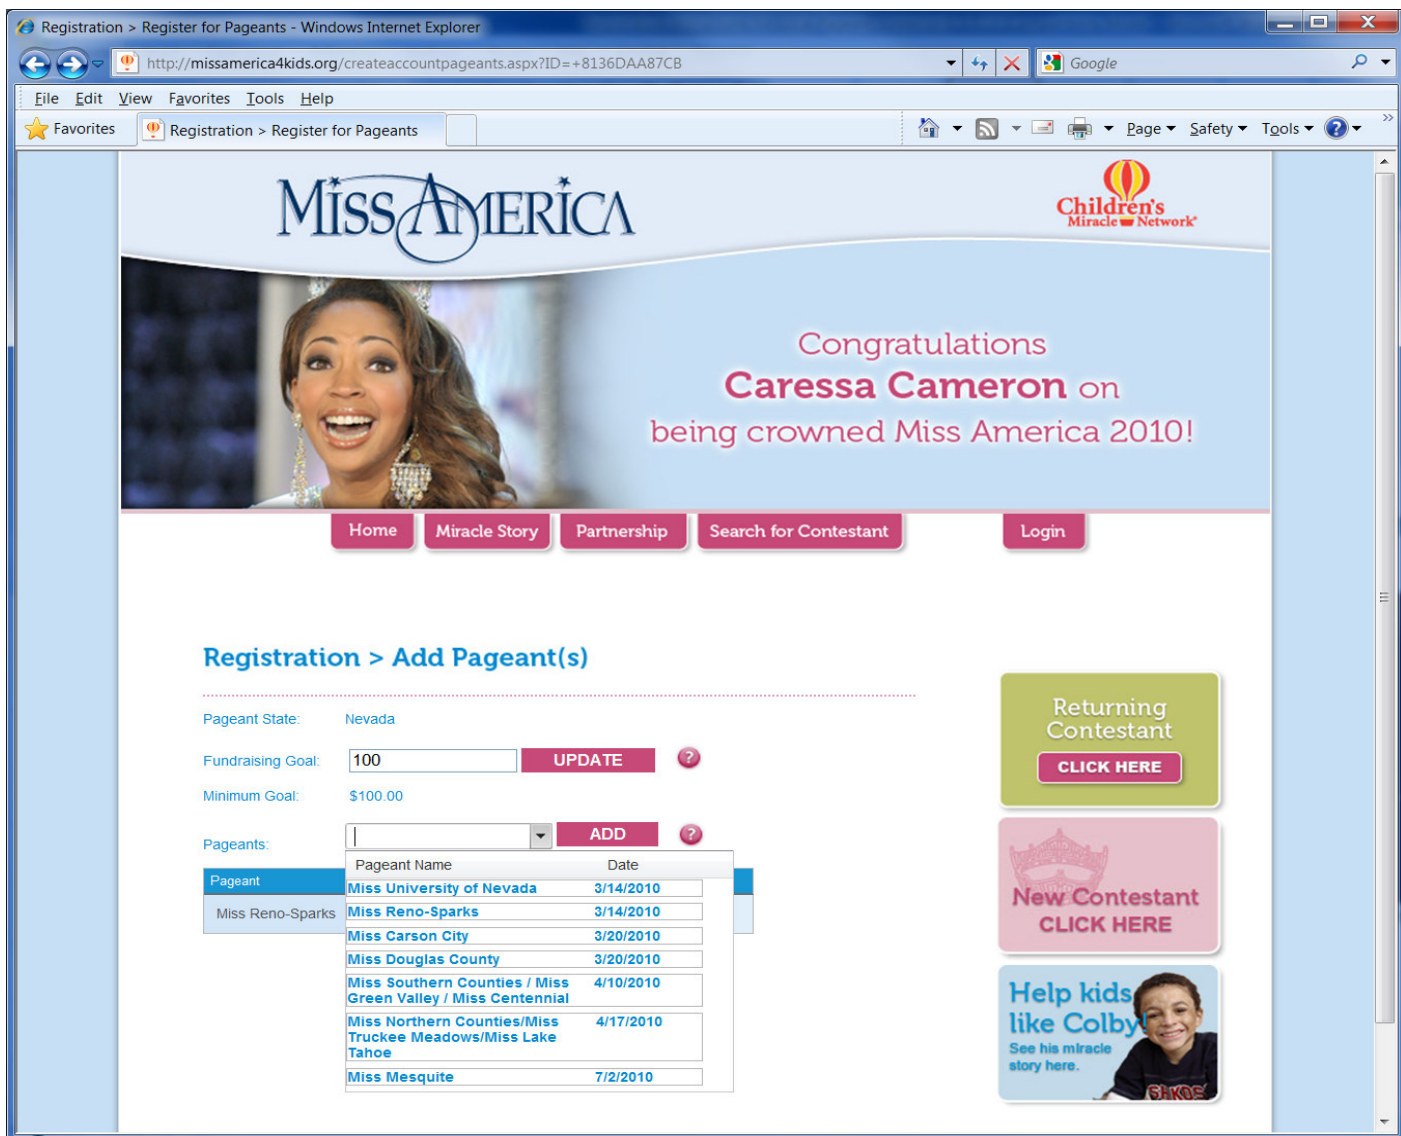 Registration > Register for Pageants - Windows Internet Explorer
http://missamerica4kids.org/createaccountpageants.aspx?ID=+8136DAA87CB
Google
File Edit View Favorites Tools Help
Favorites
Registration > Register for Pageants
Page Safety Tools
MISS AMERICA
Children's
Miracle Network
Congratulations
Caressa Cameron on
being crowned Miss America 2010!
Home
Miracle Story
Partnership
Search for Contestant
Login
Registration > Add Pageant(s)
Pageant State: Nevada
Fundraising Goal: 100 UPDATE ?
Minimum Goal: $100.00
Pageants: ADD ?
Pageant
Miss Reno-Sparks
Pageant Name Date
Miss University of Nevada 3/14/2010
Miss Reno-Sparks 3/14/2010
Miss Carson City 3/20/2010
Miss Douglas County 3/20/2010
Miss Southern Counties / Miss 4/10/2010
Green Valley / Miss Centennial
Miss Northern Counties/Miss 4/17/2010
Truckee Meadows/Miss Lake
Tahoe
Miss Mesquite 7/2/2010
Returning
Contestant
CLICK HERE
New Contestant
CLICK HERE
Help kids
like Colby!
See his miracle
story here.